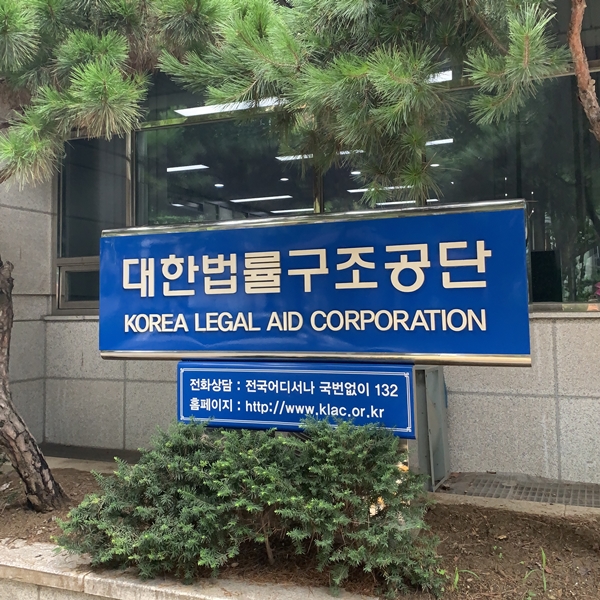 대한법률구조공단
KOREA LEGAL AID CORPORATION
전화상담 : 전국어디서나 국번없이 132
홈페이지 : http://www.klac.or.kr